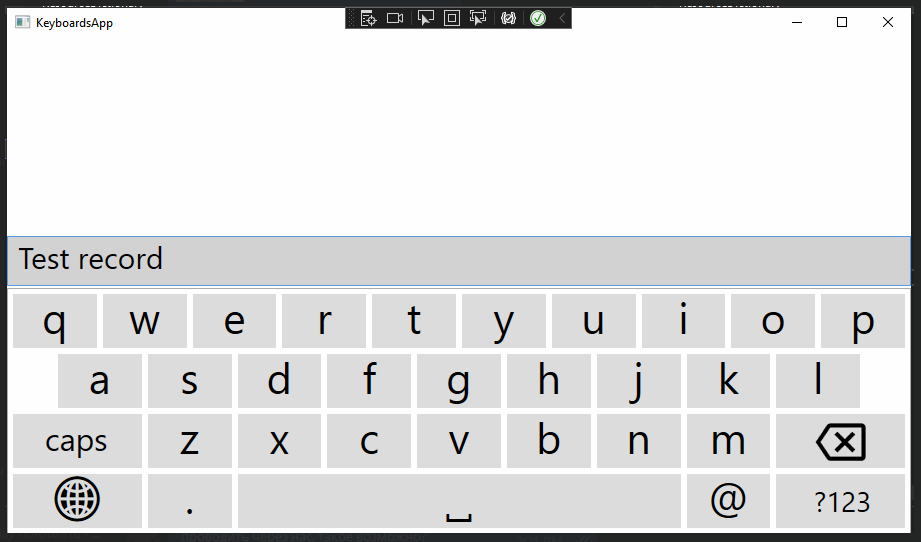 KeyboardsApp
Test record
q w e r t y u i o p
a s d f g h j k l
caps z x c v b n m
. @ ?123